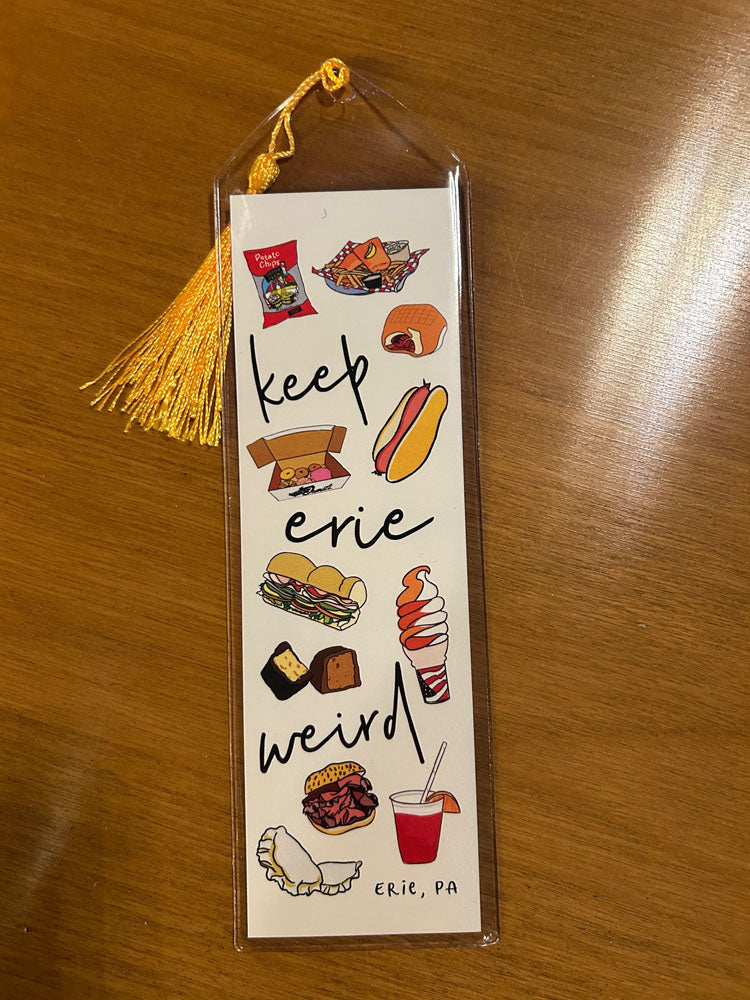 Potato
Chips
keep
erie
weird
ERie, PA